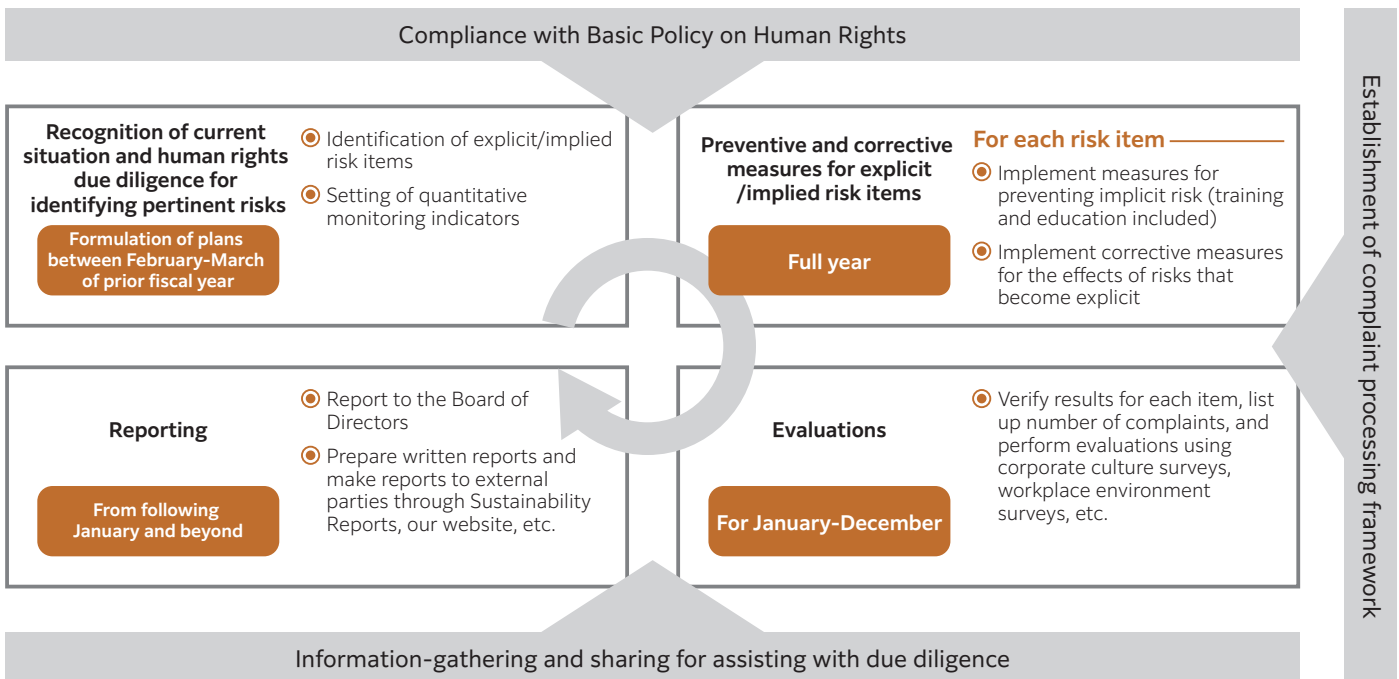 Compliance with Basic Policy on Human Rights
Recognition of current
situation and human rights
due diligence for
identifying pertinent risks
Formulation of plans
between February-March
of prior fiscal year
Identification of explicit/implied
risk items
Setting of quantitative
monitoring indicators
Preventive and corrective
measures for explicit
/implied risk items
Full year
For each risk item
Implement measures for
preventing implicit risk (training
and education included)
Implement corrective measures
for the effects of risks that
become explicit
Reporting
From following
January and beyond
Report to the Board of
Directors
Prepare written reports and
make reports to external
parties through Sustainability
Reports, our website, etc.
Evaluations
For January-December
Verify results for each item, list
up number of complaints, and
perform evaluations using
corporate culture surveys,
workplace environment
surveys, etc.
Information-gathering and sharing for assisting with due diligence
Establishment of complaint processing framework